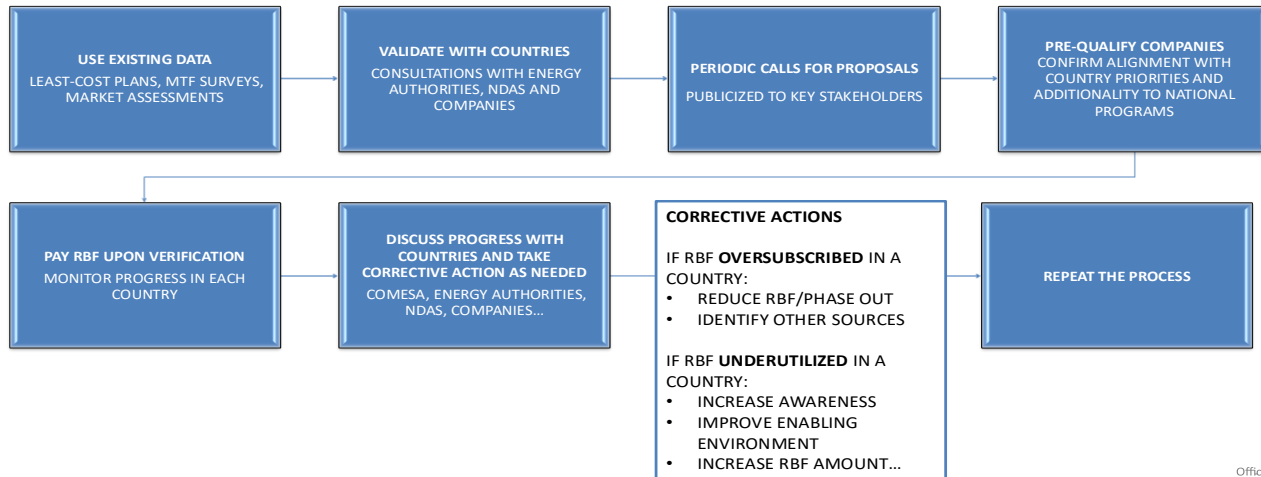 USE EXISTING DATA
LEAST-COST PLANS, MTF SURVEYS,
MARKET ASSESSMENTS
VALIDATE WITH COUNTRIES
CONSULTATIONS WITH ENERGY
AUTHORITIES, NDAS AND
COMPANIES
PERIODIC CALLS FOR PROPOSALS
PUBLICIZED TO KEY STAKEHOLDERS
PRE-QUALIFY COMPANIES
CONFIRM ALIGNMENT WITH
COUNTRY PRIORITIES AND
ADDITIONALITY TO NATIONAL
PROGRAMS
PAY RBF UPON VERIFICATION
MONITOR PROGRESS IN EACH
COUNTRY
DISCUSS PROGRESS WITH
COUNTRIES AND TAKE
CORRECTIVE ACTION AS NEEDED
COMESA, ENERGY AUTHORITIES,
NDAS, COMPANIES…
CORRECTIVE ACTIONS
IF RBF OVERSUBSCRIBED IN A
COUNTRY:
• REDUCE RBF/PHASE OUT
• IDENTIFY OTHER SOURCES
IF RBF UNDERUTILIZED IN A
COUNTRY:
• INCREASE AWARENESS
• IMPROVE ENABLING
ENVIRONMENT
• INCREASE RBF AMOUNT…
REPEAT THE PROCESS
Offic